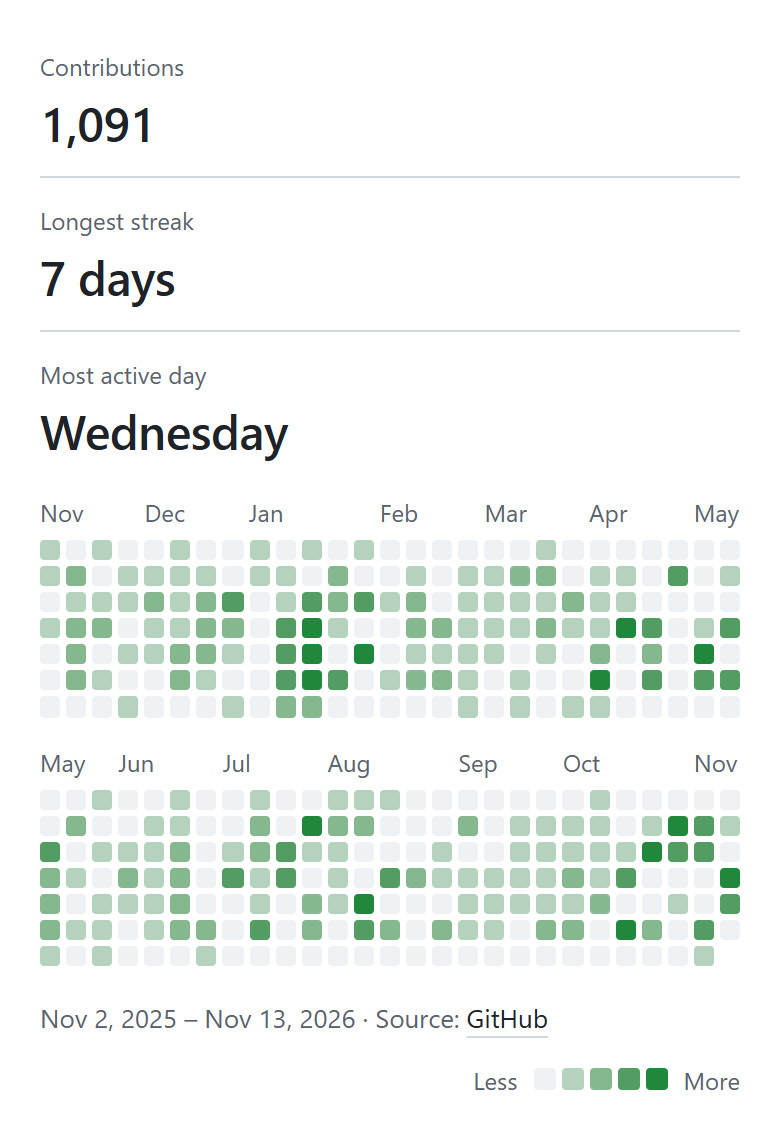 Contributions
1,091
Longest streak
7 days
Most active day
Wednesday
Nov Dec Jan Feb Mar Apr May
May Jun Jul Aug Sep Oct Nov
Nov 2, 2025 – Nov 13, 2026 · Source: GitHub
Less More